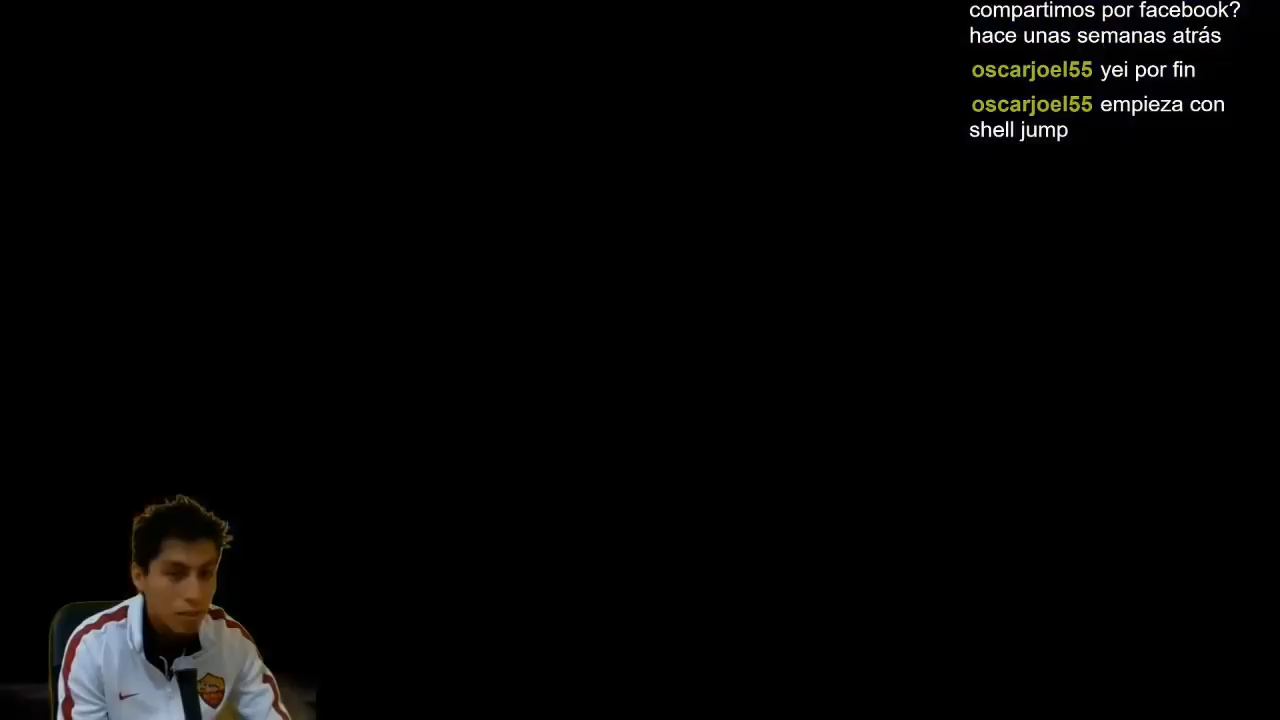 compartimos por facebook?
hace unas semanas atrás
oscarjoel55 yei por fin
oscarjoel55 empieza con
shell jump